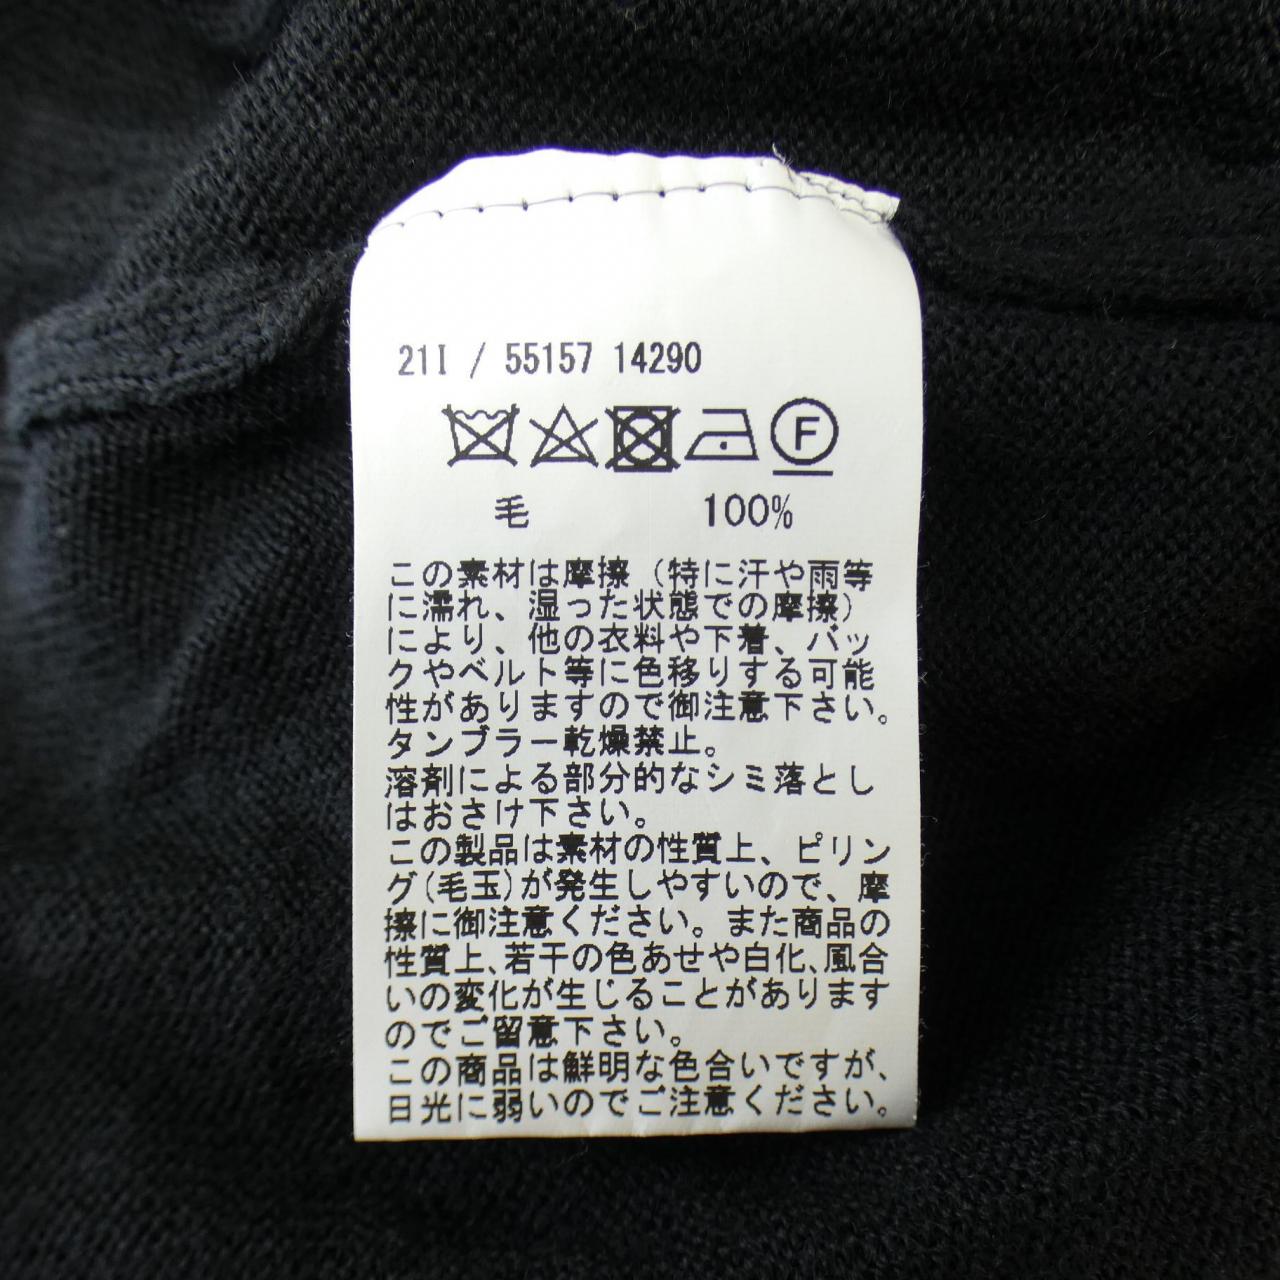 21I / 55157 14290
F
毛 100%
この素材は摩擦（特に汗や雨等
に濡れ、湿った状態での摩擦）
により、他の衣料や下着、バッ
クやベルト等に色移りする可能
性がありますので御注意下さい。
タンブラー乾燥禁止。
溶剤による部分的なシミ落とし
はおさけ下さい。
この製品は素材の性質上、ピリン
グ(毛玉)が発生しやすいので、摩
擦に御注意ください。また商品の
性質上、若干の色あせや白化、風合
いの変化が生じることがあります
のでご留意下さい。
この商品は鮮明な色合いですが、
日光に弱いのでご注意ください。